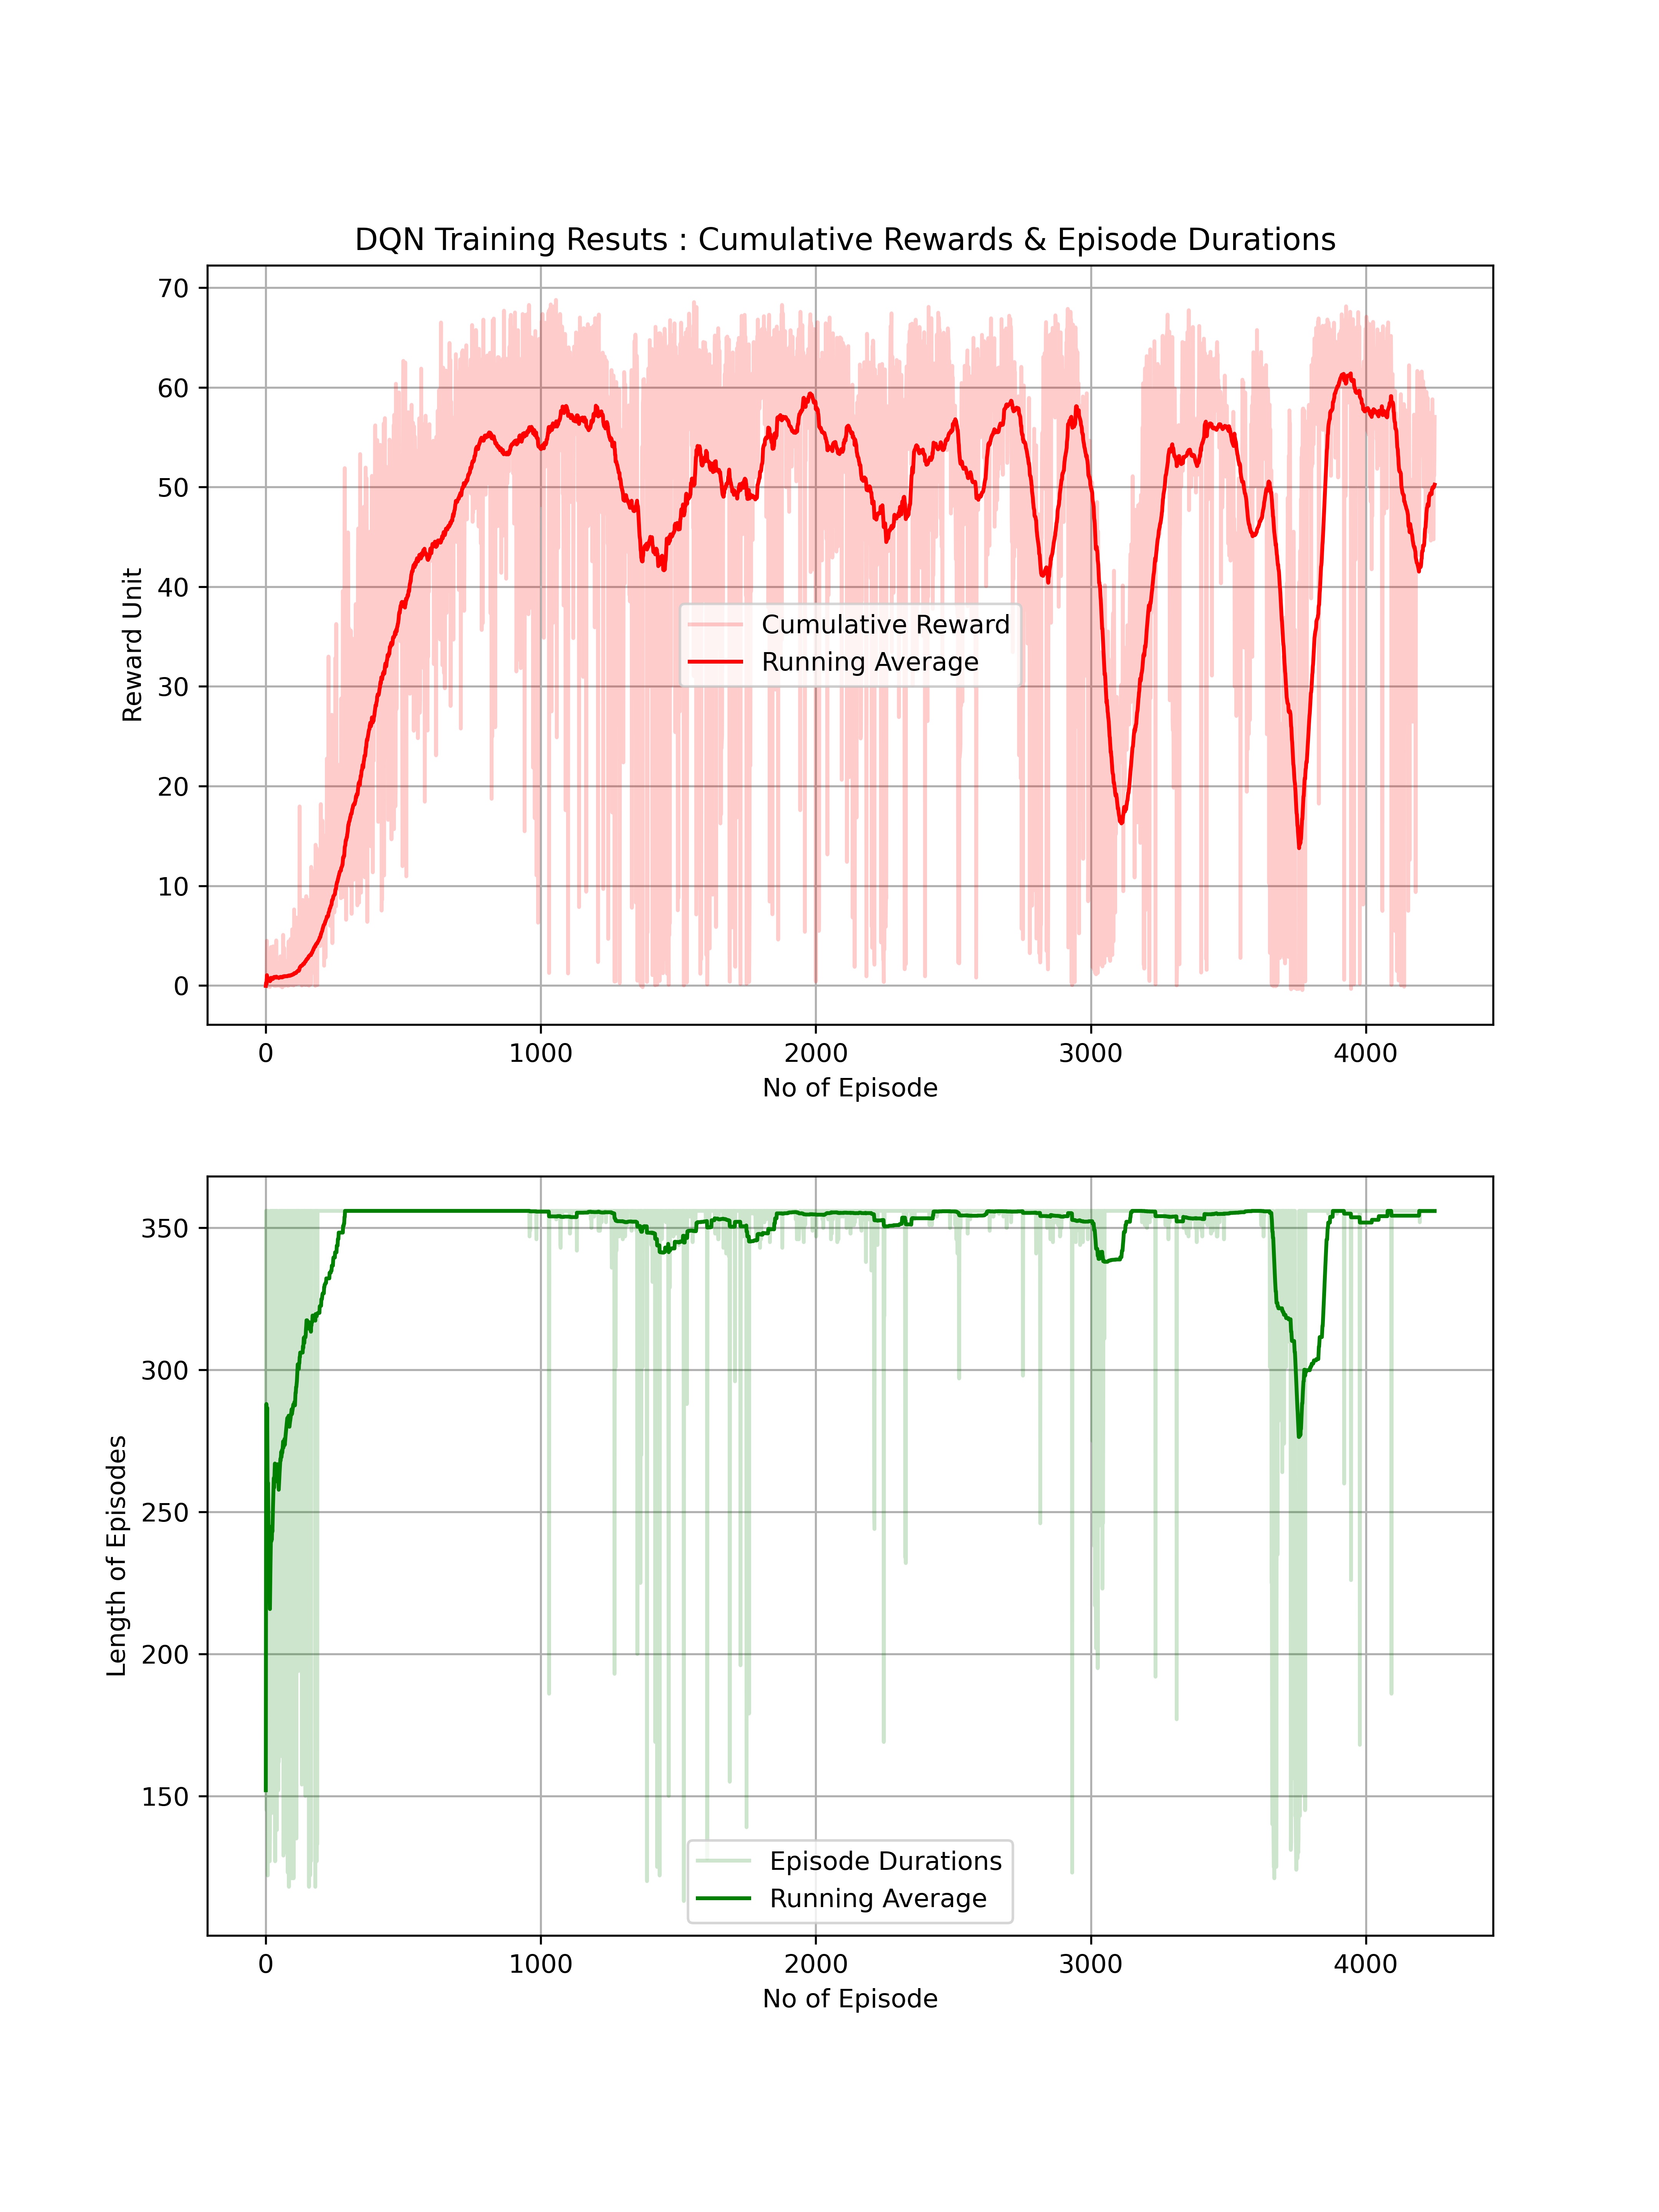 DQN Training Resuts : Cumulative Rewards & Episode Durations
70
60
50
40
30
20
10
0
Reward Unit
Cumulative Reward
Running Average
0 1000 2000 3000 4000
No of Episode
350
300
250
200
150
Length of Episodes
Episode Durations
Running Average
0 1000 2000 3000 4000
No of Episode